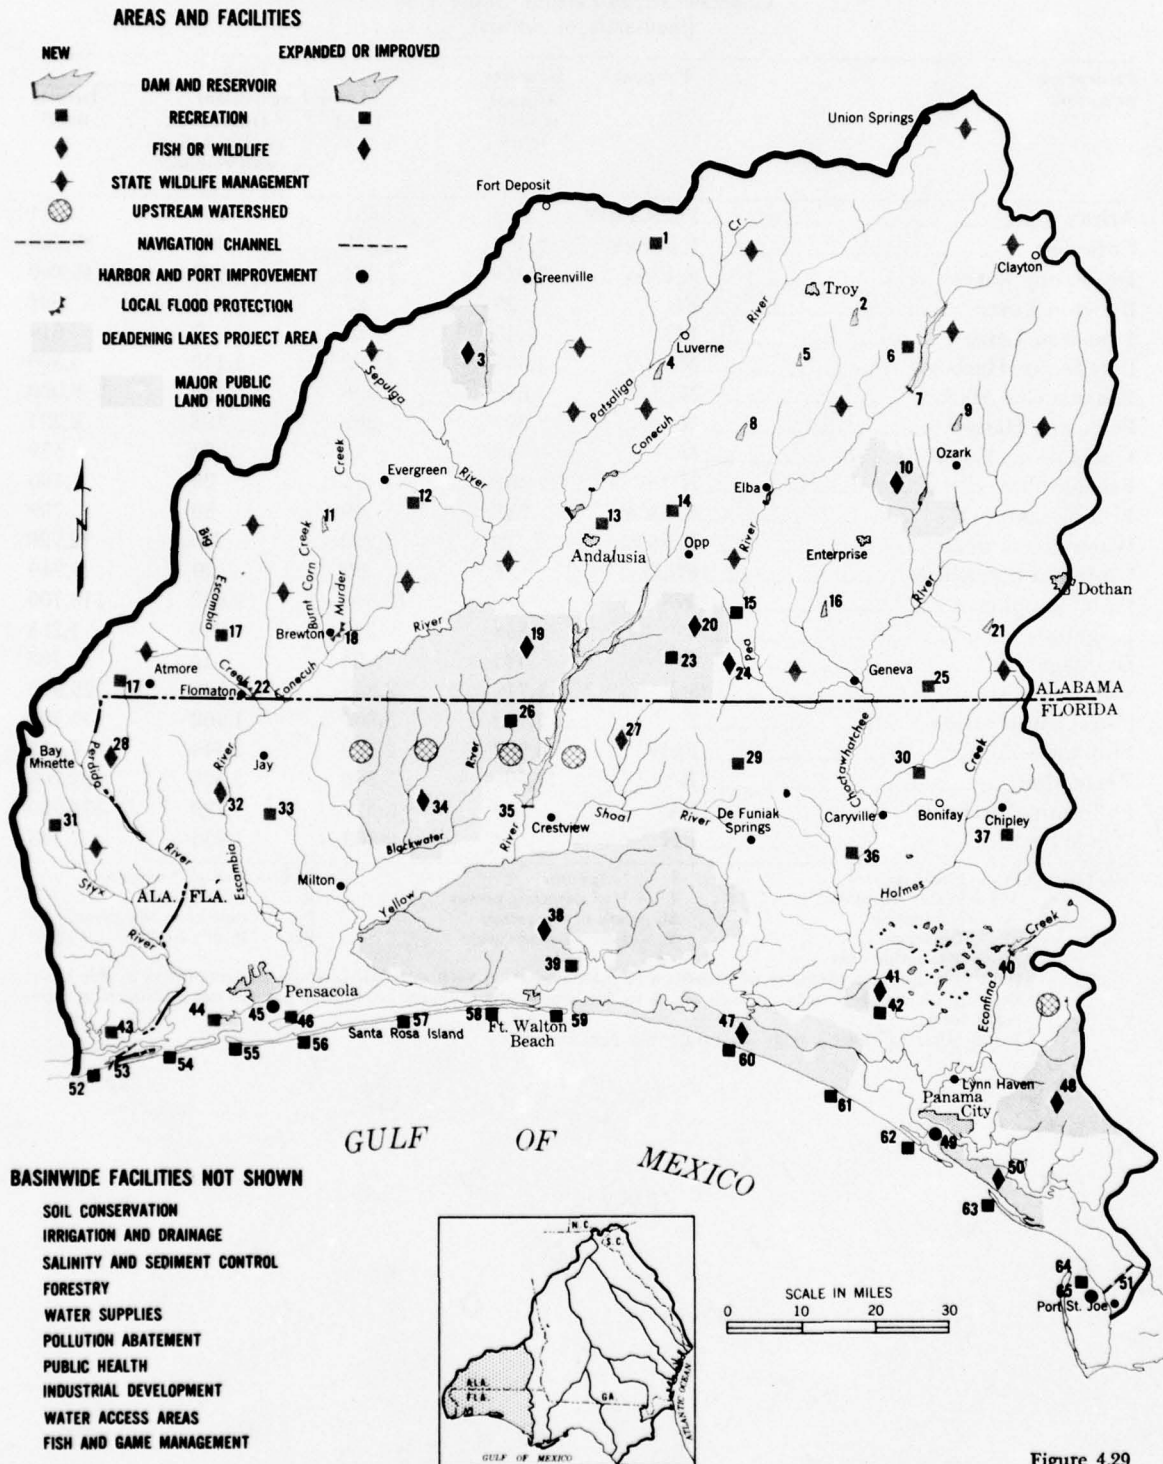 AREAS AND FACILITIES
NEW
EXPANDED OR IMPROVED
DAM AND RESERVOIR
RECREATION
FISH OR WILDLIFE
STATE WILDLIFE MANAGEMENT
UPSTREAM WATERSHED
NAVIGATION CHANNEL
HARBOR AND PORT IMPROVEMENT
LOCAL FLOOD PROTECTION
DEADENING LAKES PROJECT AREA
MAJOR PUBLIC
LAND HOLDING
Union Springs
Fort Deposit
Cr.
1
Clayton
Greenville
River
Troy
2
3
Luverne
4
5
6
7
Sepulga
River
Patsaliga
Conecuh
8
9
Ozark
10
Creek
Evergreen
12
Elba
11
13
14
Big
Escambia
Creek
Burnt Corn Creek
Murder
Andalusia
Opp
River
Enterprise
River
Dothan
15
16
17
Brewton
18
River
19
20
Pea
21
Atmore
17
Flomaton
22
Conecuh
23
24
Geneva
25
ALABAMA
FLORIDA
Bay
Minette
28
Perdido
River
Jay
26
River
27
29
Choctawhatchee
30
Creek
31
32
33
34
35
Crestview
Shoal
River
De Funiak
Springs
Caryville
Bonifay
Chipley
37
36
Holmes
Blackwater
River
Styx
River
River
ALA.
FLA.
Escambia
Milton
Yellow
38
39
Creek
40
Econfina
41
42
Pensacola
43
44
45
46
47
48
Santa Rosa Island
57
58
Ft. Walton
Beach
59
52
53
54
55
56
60
61
Lynn Haven
Panama
City
62
49
50
63
64
65
51
Port St. Joe
GULF OF MEXICO
BASINWIDE FACILITIES NOT SHOWN
SOIL CONSERVATION
IRRIGATION AND DRAINAGE
SALINITY AND SEDIMENT CONTROL
FORESTRY
WATER SUPPLIES
POLLUTION ABATEMENT
PUBLIC HEALTH
INDUSTRIAL DEVELOPMENT
WATER ACCESS AREAS
FISH AND GAME MANAGEMENT
N.C.
S.C.
ALA.
FLA.
GA.
ATLANTIC OCEAN
GULF OF MEXICO
SCALE IN MILES
0 10 20 30
Figure 4.29